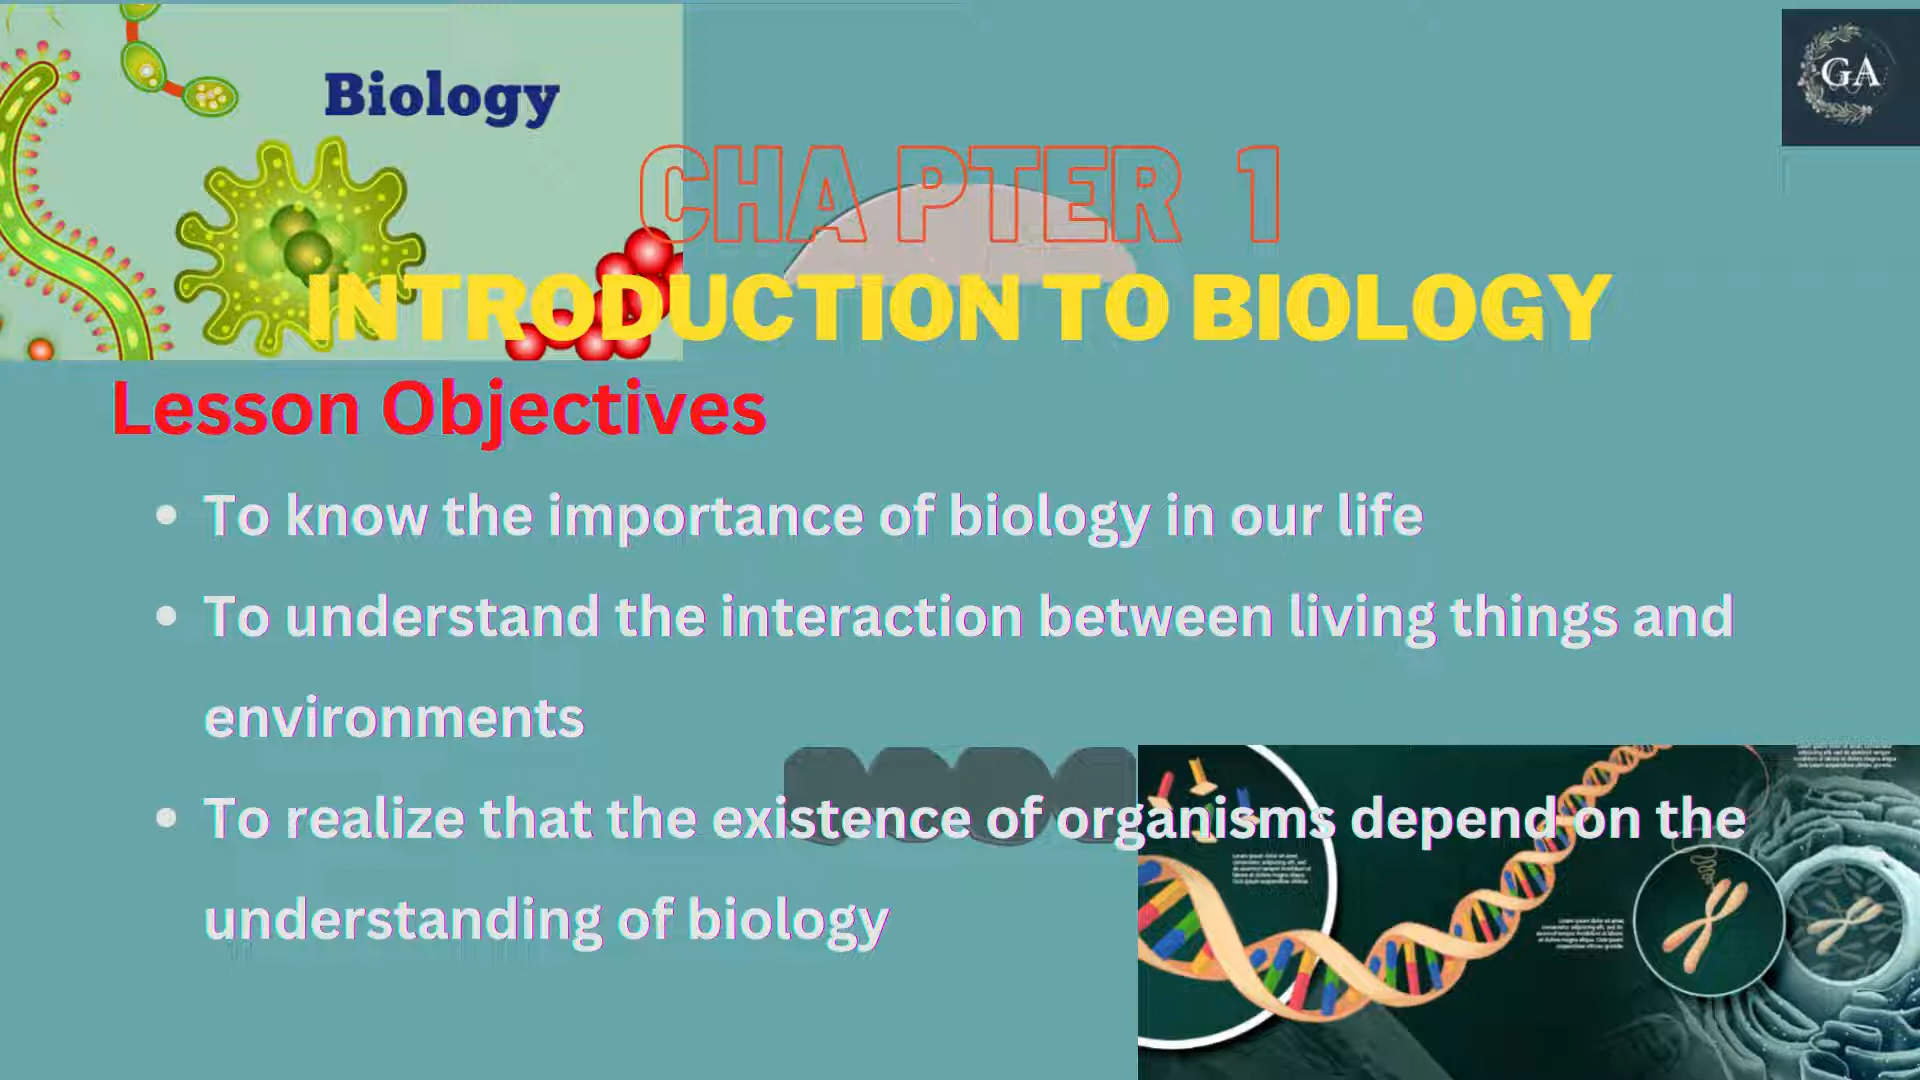 Biology
GA
CHAPTER 1
INTRODUCTION TO BIOLOGY
Lesson Objectives
• To know the importance of biology in our life
• To understand the interaction between living things and
environments
• To realize that the existence of organisms depend on the
understanding of biology